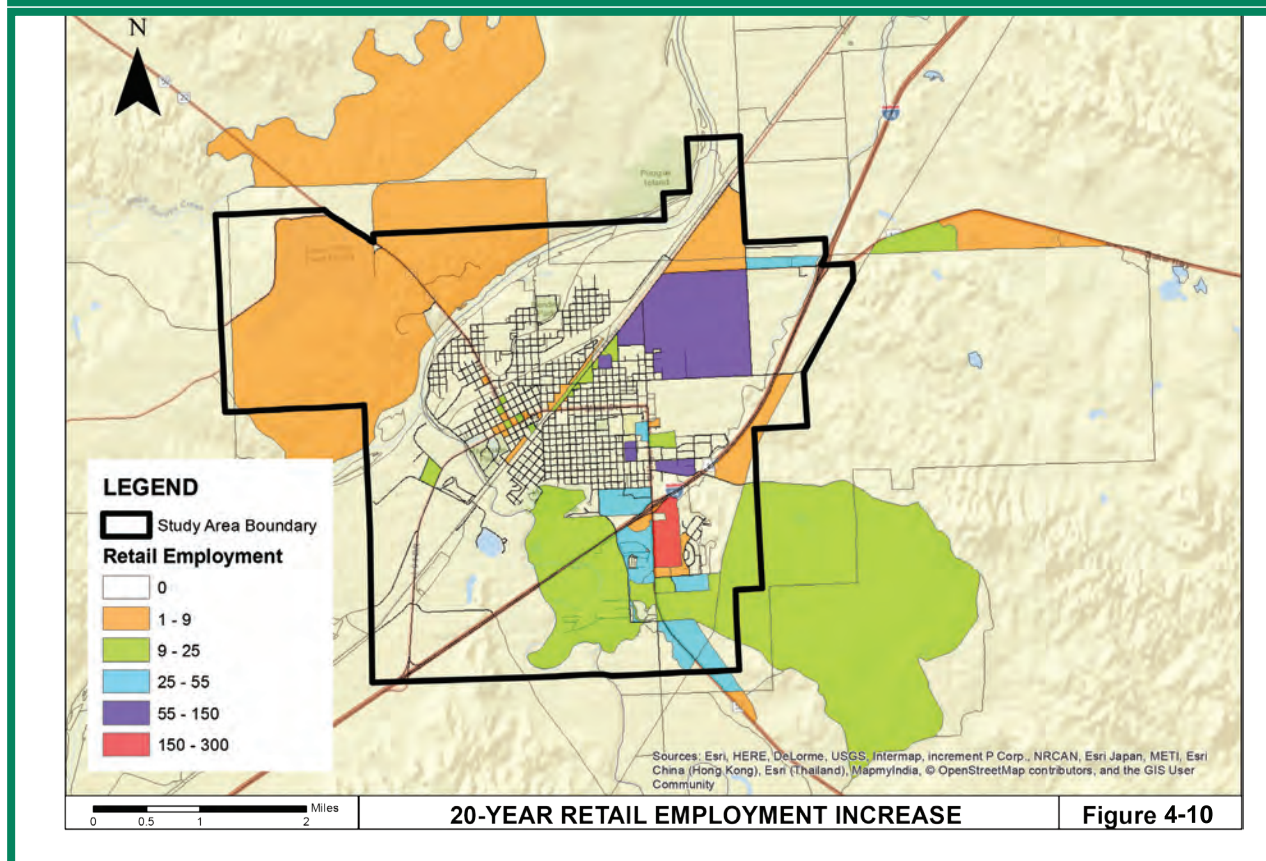 N
Pirogue
Island
LEGEND
Study Area Boundary
Retail Employment
0
1 - 9
9 - 25
25 - 55
55 - 150
150 - 300
Sources: Esri, HERE, DeLorme, USGS, Intermap, increment P Corp., NRCAN, Esri Japan, METI, Esri
China (Hong Kong), Esri (Thailand), MapmyIndia, © OpenStreetMap contributors, and the GIS User
Community
Miles
0 0.5 1 2
20-YEAR RETAIL EMPLOYMENT INCREASE
Figure 4-10